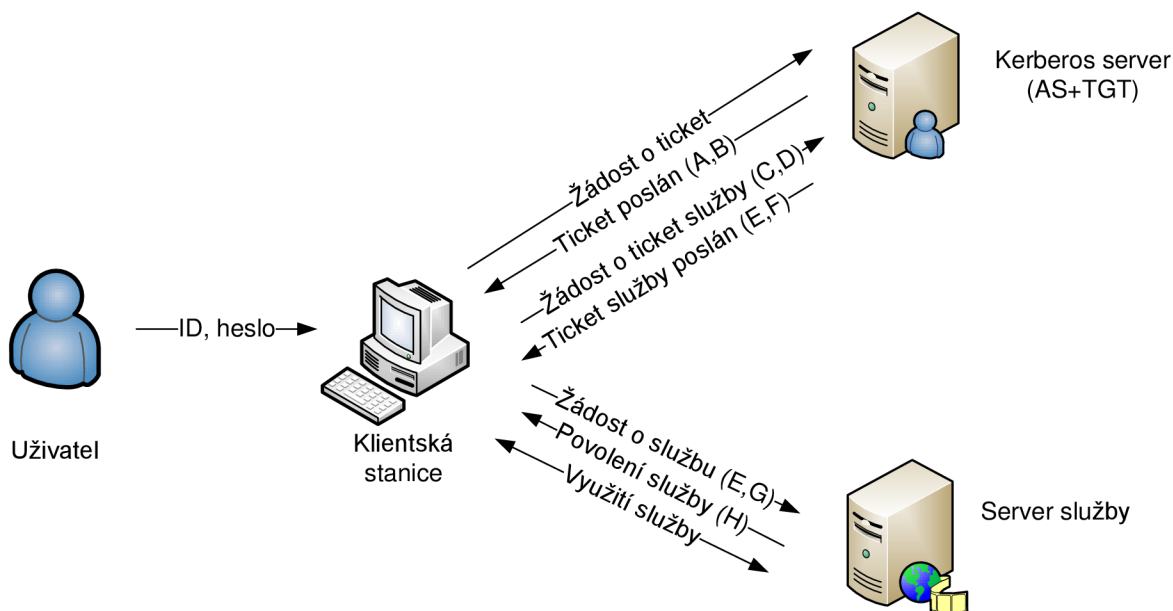 Kerberos server
(AS+TGT)
Žádost o ticket
Ticket poslán (A,B)
Žádost o ticket služby (C,D)
Ticket služby poslán (E,F)
ID, heslo
Uživatel
Klientská
stanice
Žádost o službu (E,G)
Povolení služby (H)
Využití služby
Server služby